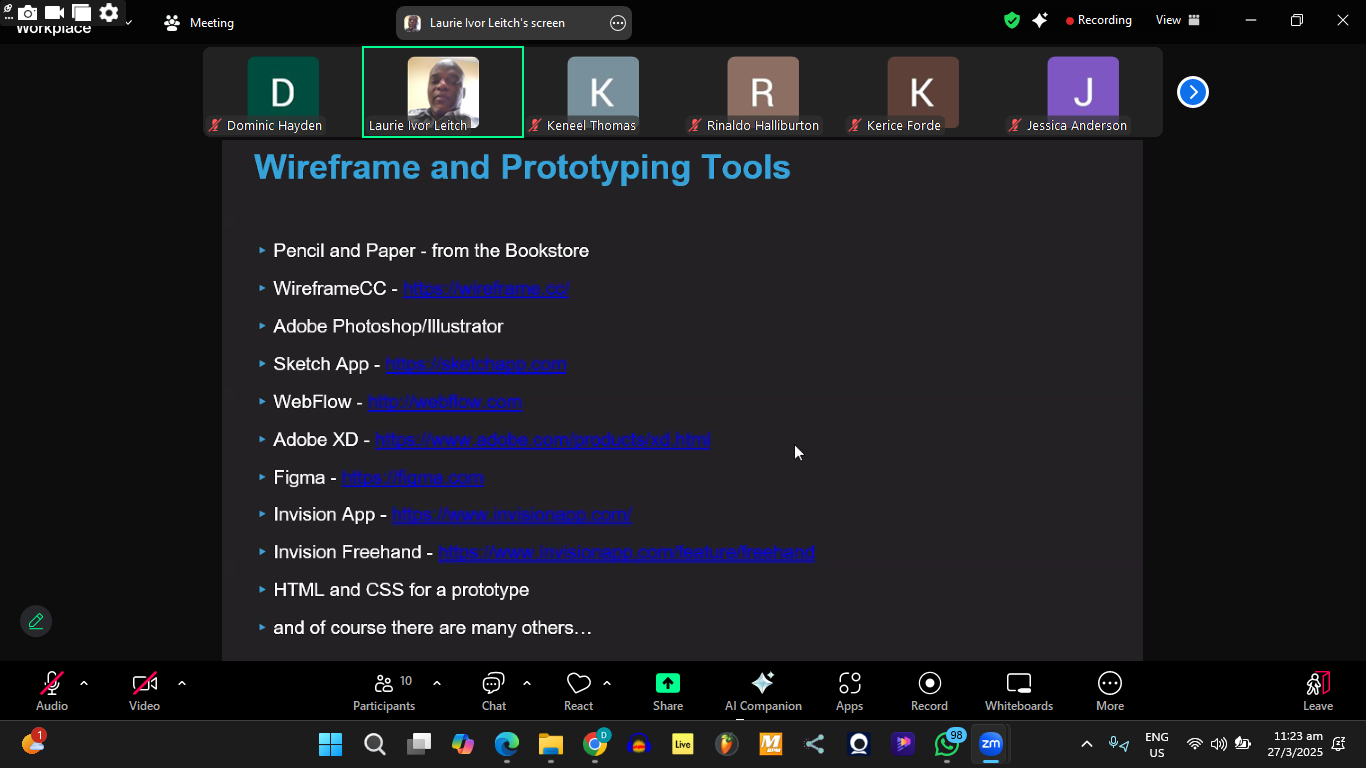 Workplace
Meeting
Laurie Ivor Leitch's screen
Recording
View
D
K
R
K
J
Dominic Hayden
Laurie Ivor Leitch
Keneel Thomas
Rinaldo Halliburton
Kerice Forde
Jessica Anderson
Wireframe and Prototyping Tools
Pencil and Paper - from the Bookstore
WireframeCC - https://wireframe.cc/
Adobe Photoshop/Illustrator
Sketch App - https://sketchapp.com
WebFlow - http://webflow.com
Adobe XD - https://www.adobe.com/products/xd.html
Figma - https://figma.com
Invision App - https://www.invisionapp.com/
Invision Freehand - https://www.invisionapp.com/feature/freehand
HTML and CSS for a prototype
and of course there are many others...
10
Audio
Video
Participants
Chat
React
Share
AI Companion
Apps
Record
Whiteboards
More
Leave
1
D
Live
M
98
zm
ENG
US
11:23 am
27/3/2025